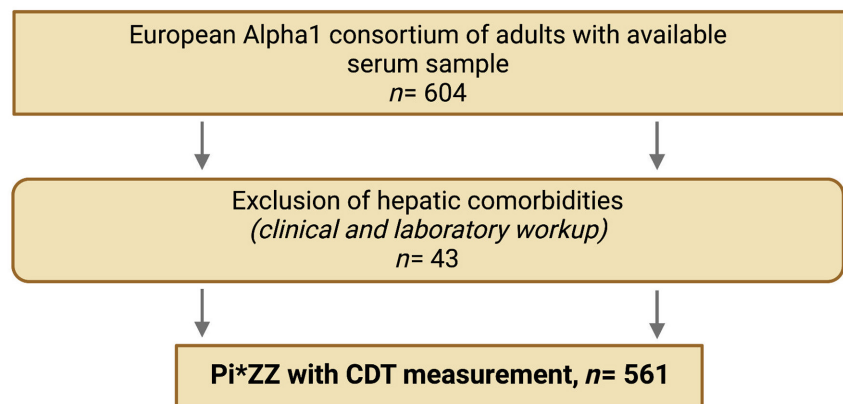 European Alpha1 consortium of adults with available
serum sample
n= 604
Exclusion of hepatic comorbidities
(clinical and laboratory workup)
n= 43
Pi*ZZ with CDT measurement, n= 561